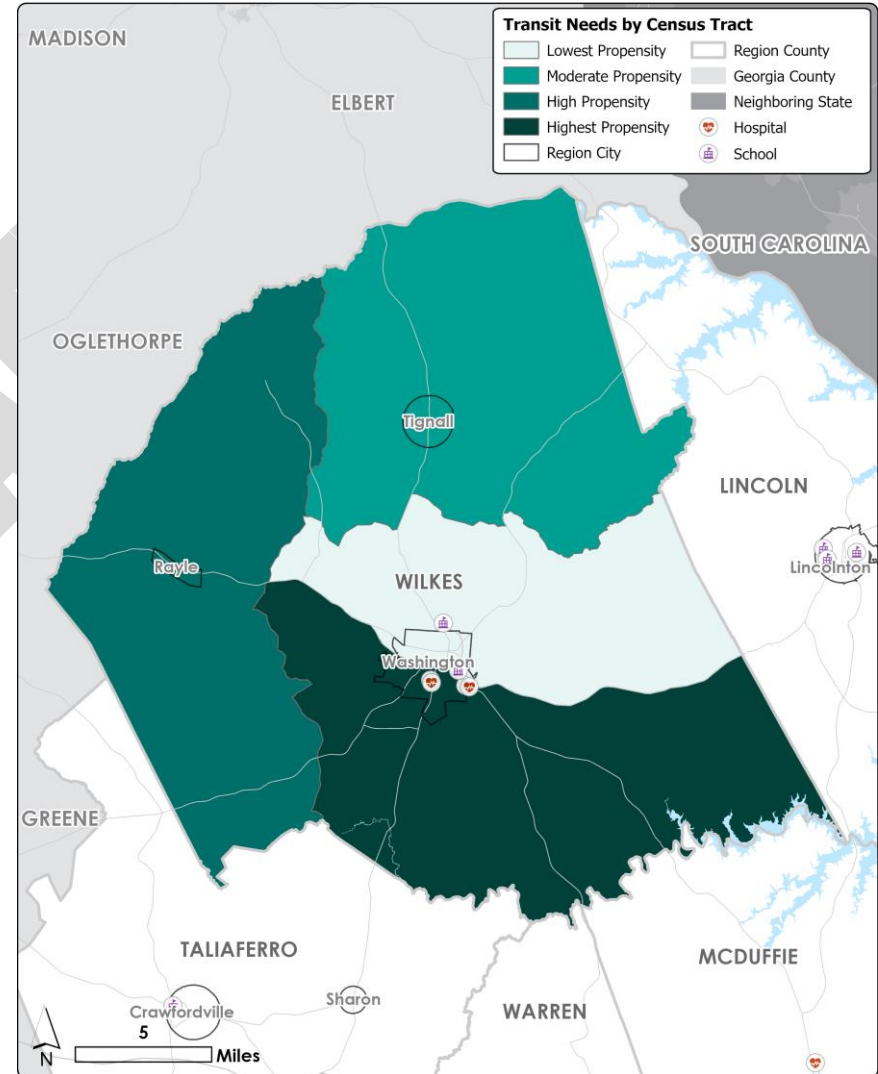 Transit Needs by Census Tract
Lowest Propensity
Moderate Propensity
High Propensity
Highest Propensity
Region City
Region County
Georgia County
Neighboring State
Hospital
School
MADISON
ELBERT
SOUTH CAROLINA
OGLETHORPE
Tignall
LINCOLN
Lincolnton
Rayle
WILKES
Washington
GREENE
TALIAFERRO
MCDUFFIE
Sharon
Crawfordville
WARREN
N
5
Miles